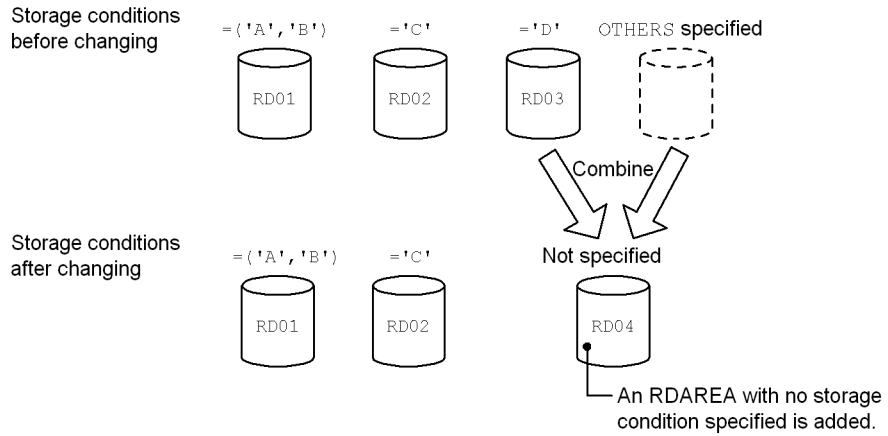 Storage conditions
before changing
=('A','B')
='C'
='D'
OTHERS specified
RD01
RD02
RD03
Combine
Storage conditions
after changing
=('A','B')
='C'
Not specified
RD01
RD02
RD04
An RDAREA with no storage
condition specified is added.